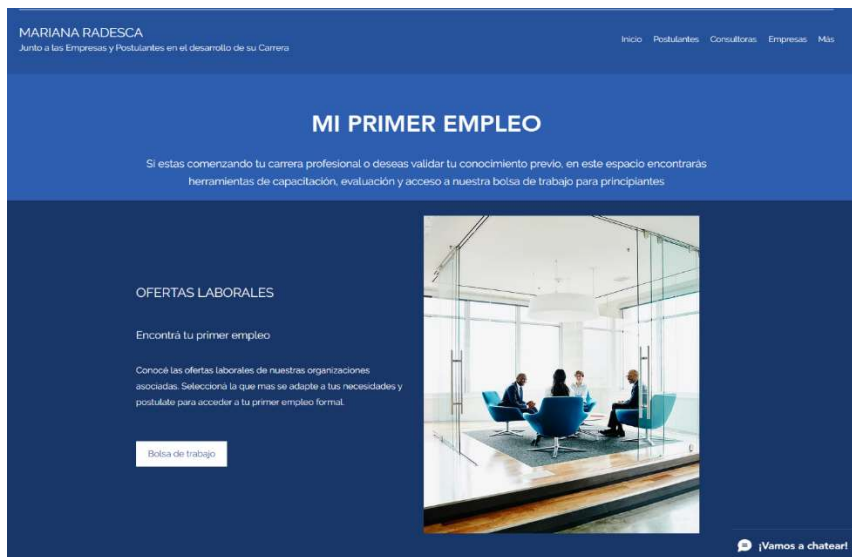 MARIANA RADESCA
Junto a las Empresas y Postulantes en el desarrollo de su Carrera
Inicio Postulantes Consultoras Empresas Más
MI PRIMER EMPLEO
Si estas comenzando tu carrera profesional o deseas validar tu conocimiento previo, en este espacio encontrarás
herramientas de capacitación, evaluación y acceso a nuestra bolsa de trabajo para principiantes
OFERTAS LABORALES
Encontrá tu primer empleo
Conocé las ofertas laborales de nuestras organizaciones
asociadas. Seleccioná la que mas se adapte a tus necesidades y
postulate para acceder a tu primer empleo formal.
Bolsa de trabajo
¡Vamos a chatear!